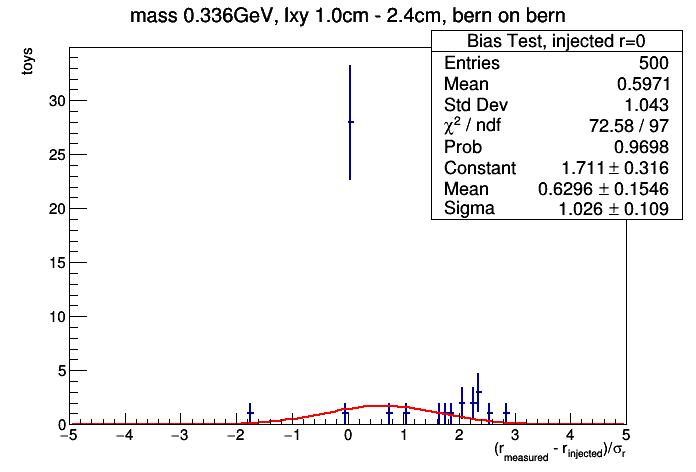 mass 0.336GeV, lxy 1.0cm - 2.4cm, bern on bern
toys
Bias Test, injected r=0
Entries 500
Mean 0.5971
Std Dev 1.043
χ² / ndf 72.58 / 97
Prob 0.9698
Constant 1.711 ± 0.316
Mean 0.6296 ± 0.1546
Sigma 1.026 ± 0.109
30
25
20
15
10
5
0
−5 −4 −3 −2 −1 0 1 2 3 4 5
(r_measured - r_injected)/σ_r